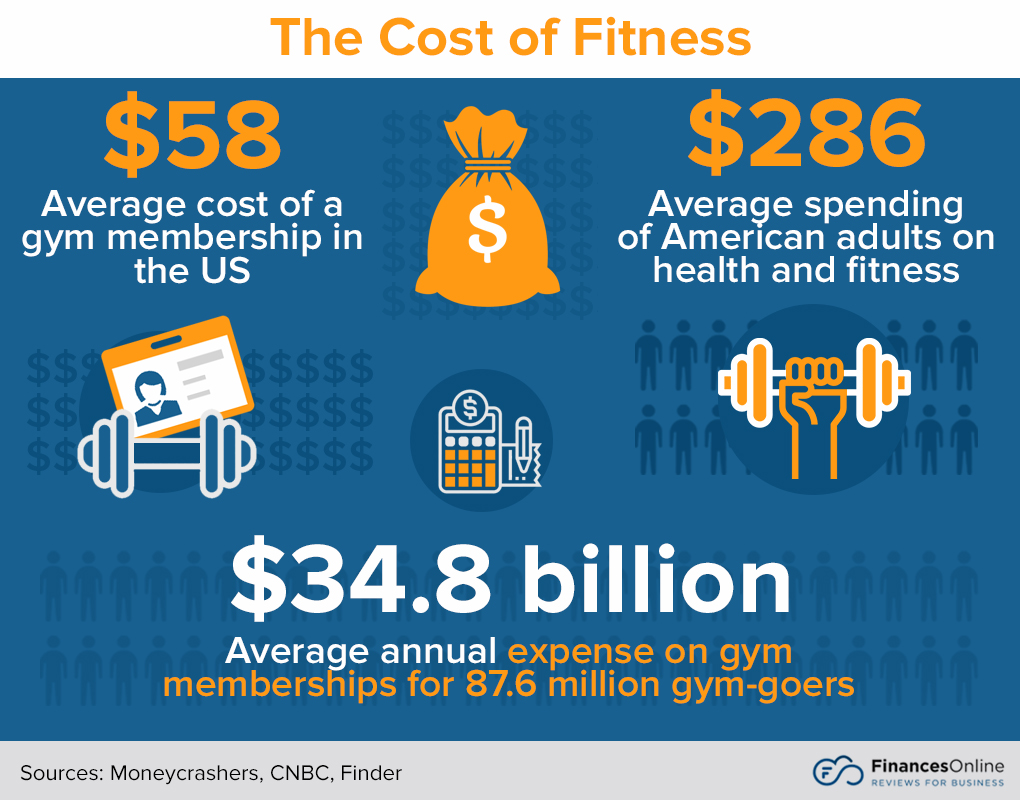 The Cost of Fitness
$58
Average cost of a
gym membership in
the US
$
$286
Average spending
of American adults on
health and fitness
$
$34.8 billion
Average annual expense on gym
memberships for 87.6 million gym-goers
Sources: Moneycrashers, CNBC, Finder
FinancesOnline
REVIEWS FOR BUSINESS